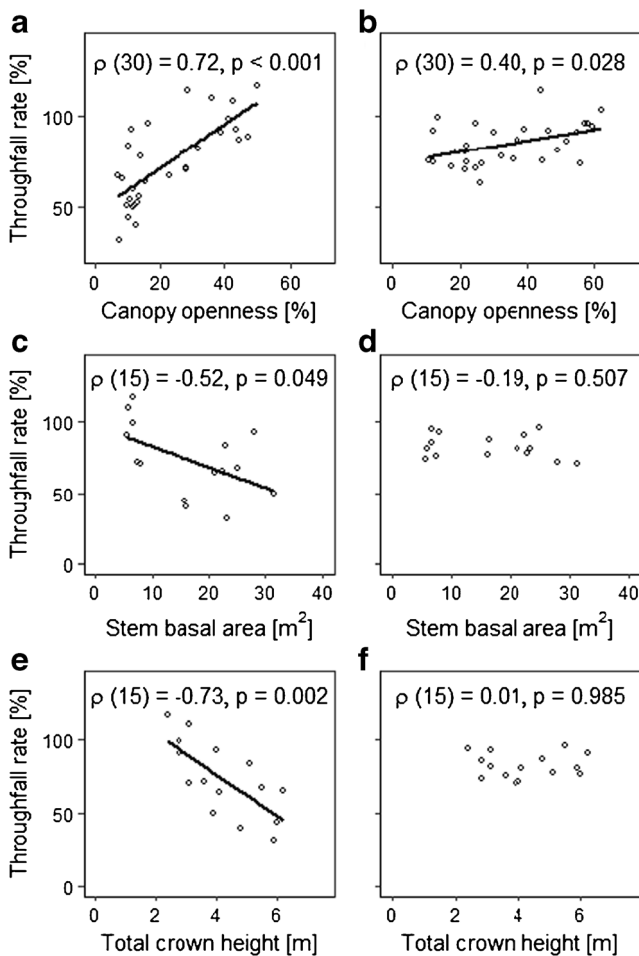 a
b
Throughfall rate [%]
ρ (30) = 0.72, p < 0.001
100
50
0 20 40 60
Canopy openness [%]
ρ (30) = 0.40, p = 0.028
0 20 40 60
Canopy openness [%]
c
d
Throughfall rate [%]
ρ (15) = -0.52, p = 0.049
100
50
0
0 10 20 30 40
Stem basal area [m²]
ρ (15) = -0.19, p = 0.507
0 10 20 30 40
Stem basal area [m²]
e
f
Throughfall rate [%]
ρ (15) = -0.73, p = 0.002
100
50
0
0 2 4 6
Total crown height [m]
ρ (15) = 0.01, p = 0.985
0 2 4 6
Total crown height [m]